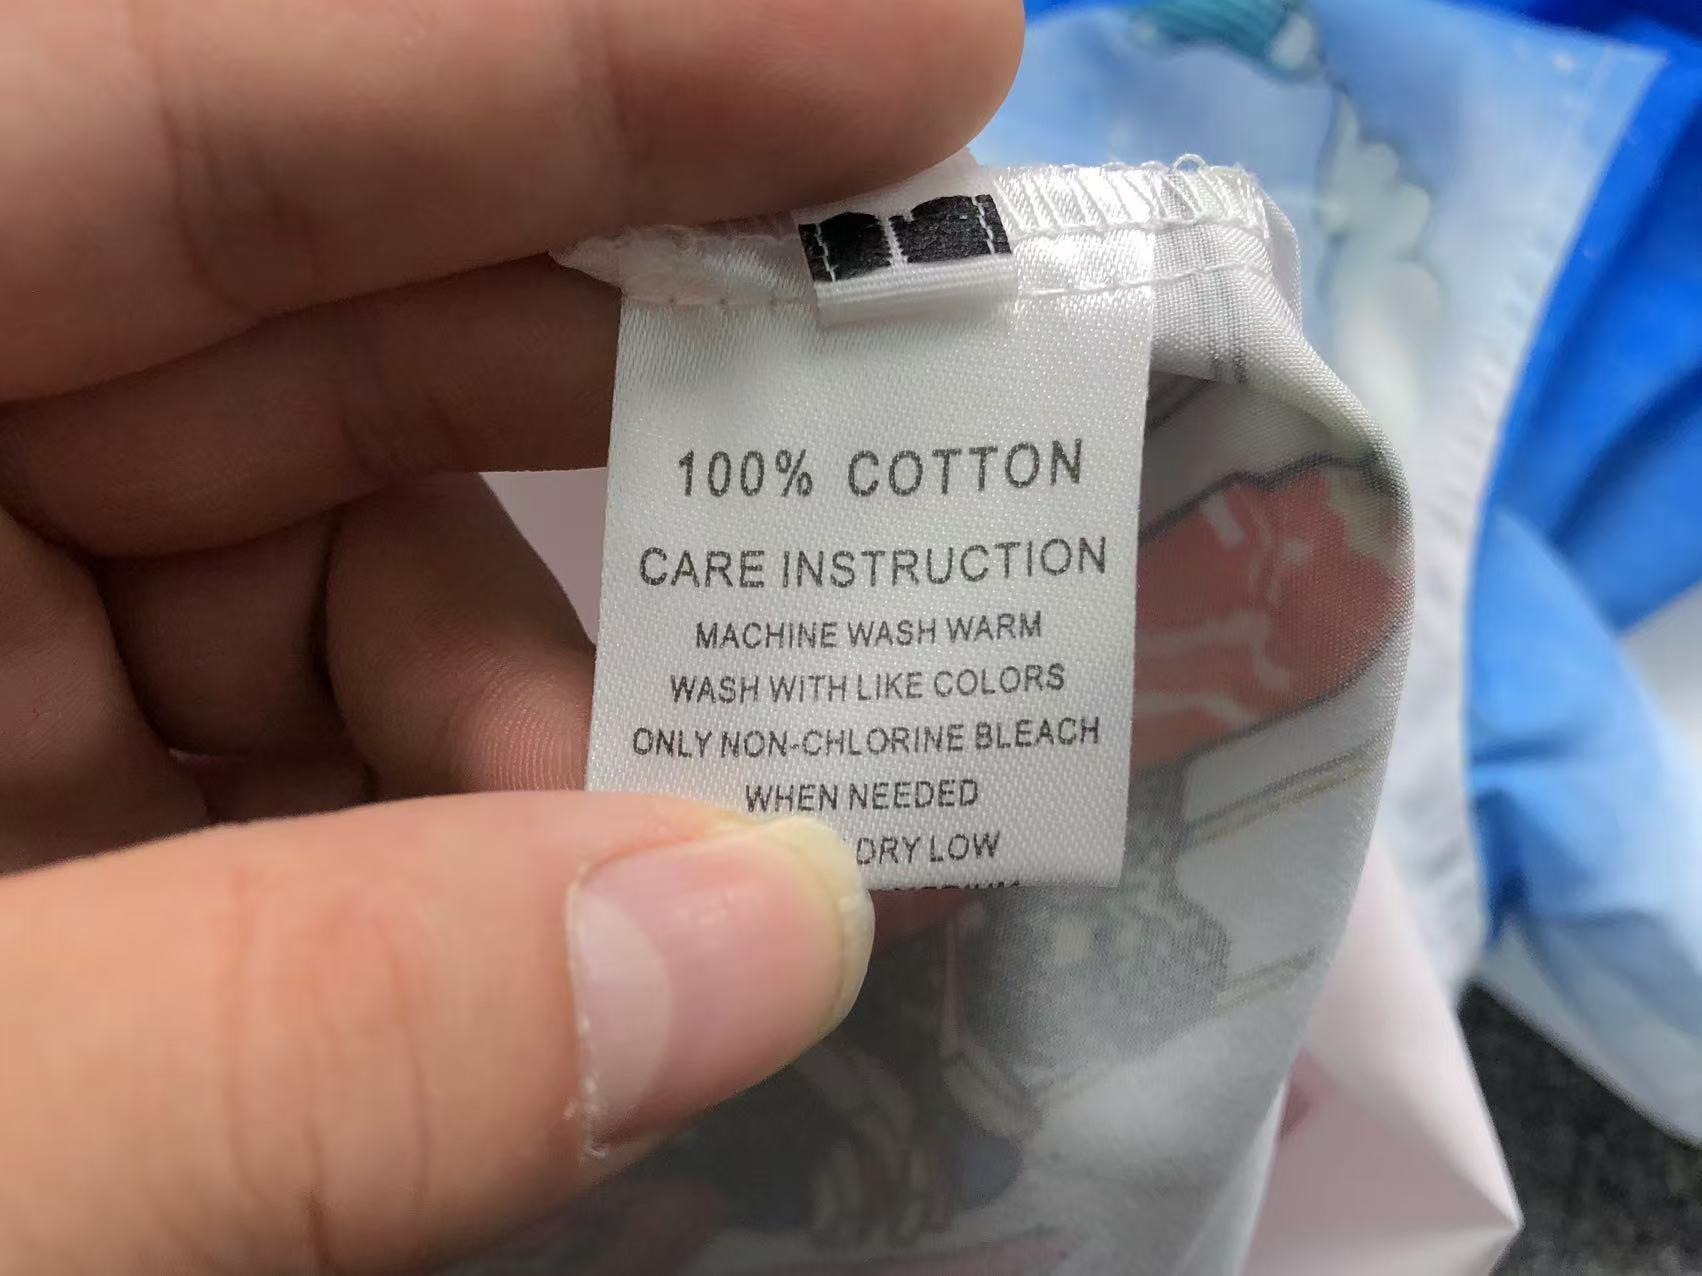 100% COTTON
CARE INSTRUCTION
MACHINE WASH WARM
WASH WITH LIKE COLORS
ONLY NON-CHLORINE BLEACH
WHEN NEEDED
DRY LOW